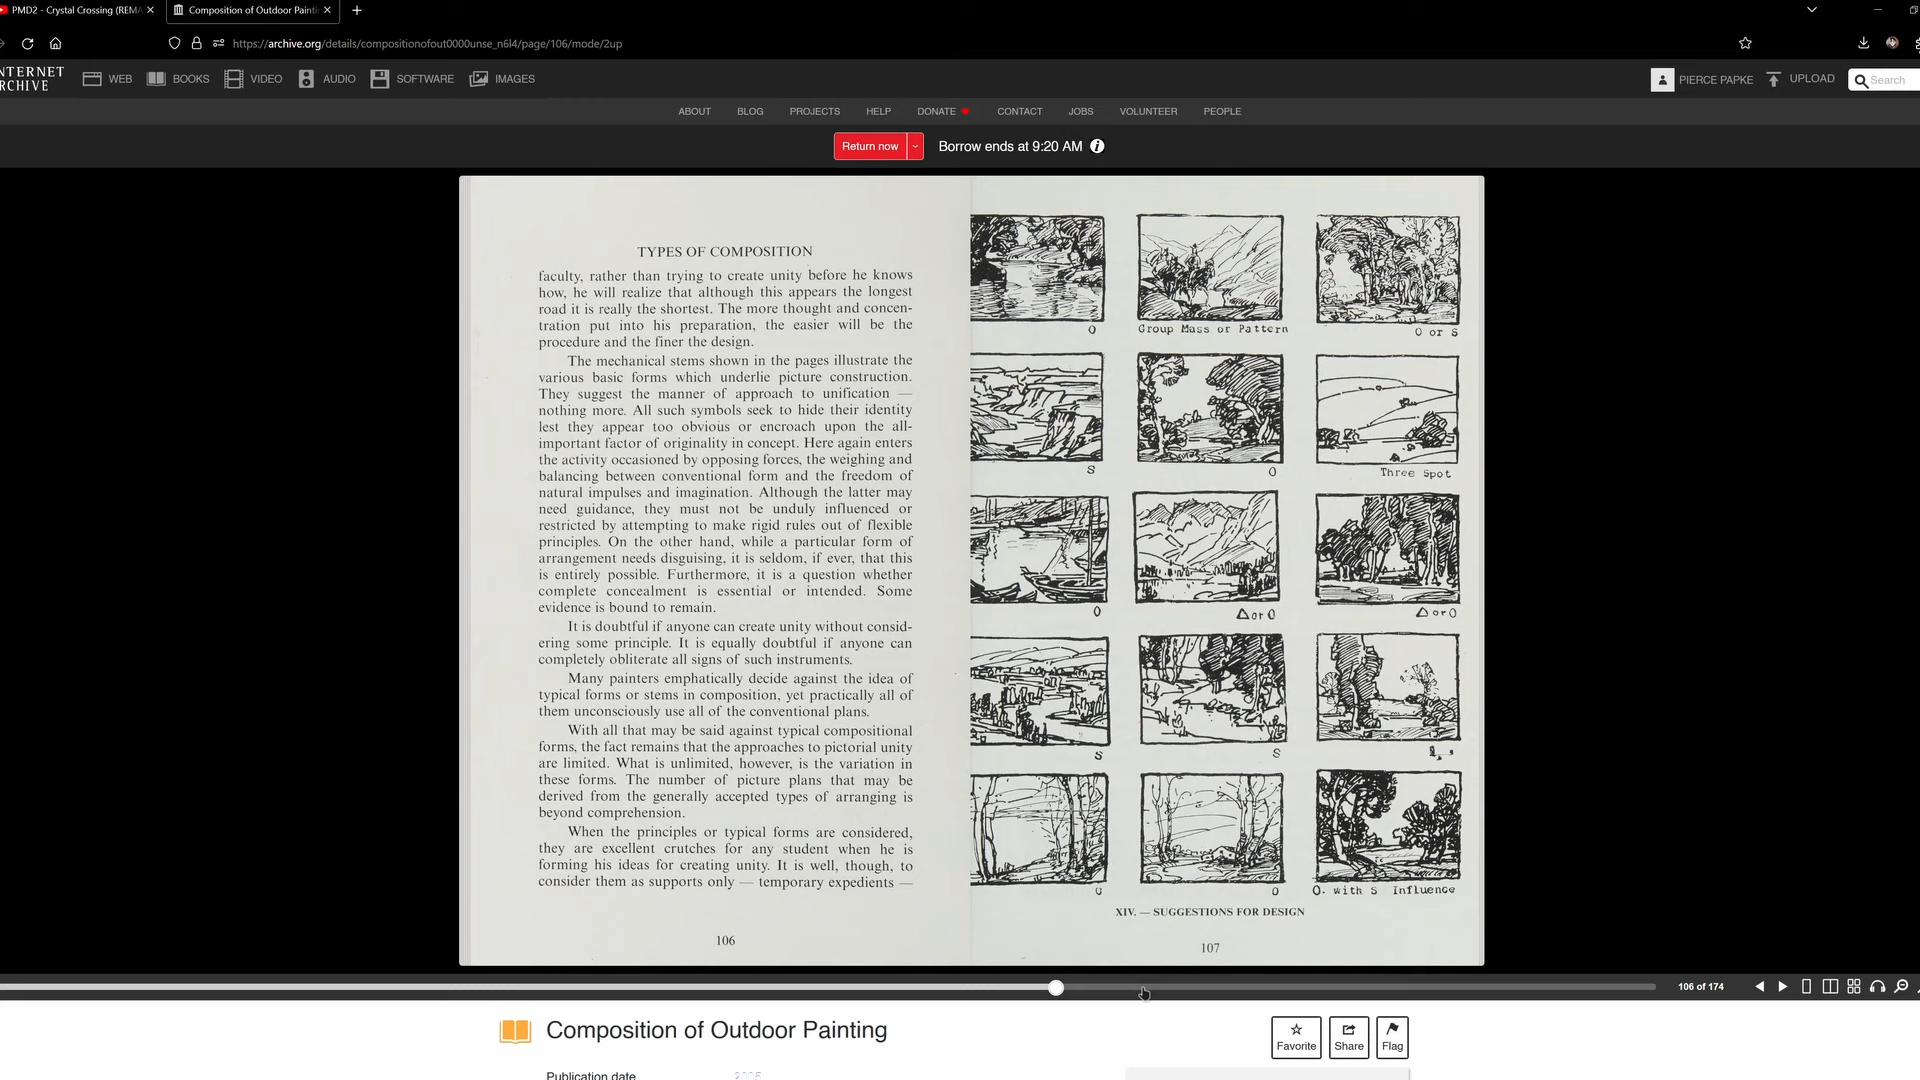 PMD2 - Crystal Crossing (REMA
Composition of Outdoor Painti
https://archive.org/details/compositionofout0000unse_n6l4/page/106/mode/2up
WEB BOOKS VIDEO AUDIO SOFTWARE IMAGES
PIERCE PAPKE UPLOAD Search
ABOUT BLOG PROJECTS HELP DONATE CONTACT JOBS VOLUNTEER PEOPLE
Return now Borrow ends at 9:20 AM
TYPES OF COMPOSITION
faculty, rather than trying to create unity before he knows
how, he will realize that although this appears the longest
road it is really the shortest. The more thought and concen-
tration put into his preparation, the easier will be the
procedure and the finer the design.
The mechanical stems shown in the pages illustrate the
various basic forms which underlie picture construction.
They suggest the manner of approach to unification —
nothing more. All such symbols seek to hide their identity
lest they appear too obvious or encroach upon the all-
important factor of originality in concept. Here again enters
the activity occasioned by opposing forces, the weighing and
balancing between conventional form and the freedom of
natural impulses and imagination. Although the latter may
need guidance, they must not be unduly influenced or
restricted by attempting to make rigid rules out of flexible
principles. On the other hand, while a particular form of
arrangement needs disguising, it is seldom, if ever, that this
is entirely possible. Furthermore, it is a question whether
complete concealment is essential or intended. Some
evidence is bound to remain.
It is doubtful if anyone can create unity without consid-
ering some principle. It is equally doubtful if anyone can
completely obliterate all signs of such instruments.
Many painters emphatically decide against the idea of
typical forms or stems in composition, yet practically all of
them unconsciously use all of the conventional plans.
With all that may be said against typical compositional
forms, the fact remains that the approaches to pictorial unity
are limited. What is unlimited, however, is the variation in
these forms. The number of picture plans that may be
derived from the generally accepted types of arranging is
beyond comprehension.
When the principles or typical forms are considered,
they are excellent crutches for any student when he is
forming his ideas for creating unity. It is well, though, to
consider them as supports only — temporary expedients —
106
O Group Mass or Pattern O or S
S O Three Spot
O △ or O △ or O
S S
O O. with S Influence
XIV. — SUGGESTIONS FOR DESIGN
107
106 of 174
Composition of Outdoor Painting
Favorite Share Flag
Publication date 2005